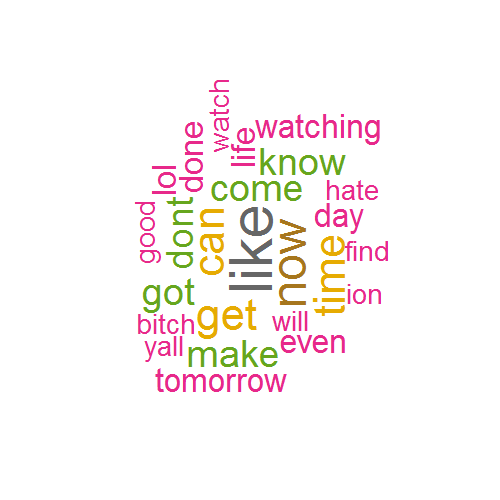 watch
watching
done
life
know
lol
come
hate
good
dont
can
like
now
day
time
find
got
ion
get
will
bitch
even
yall
make
tomorrow